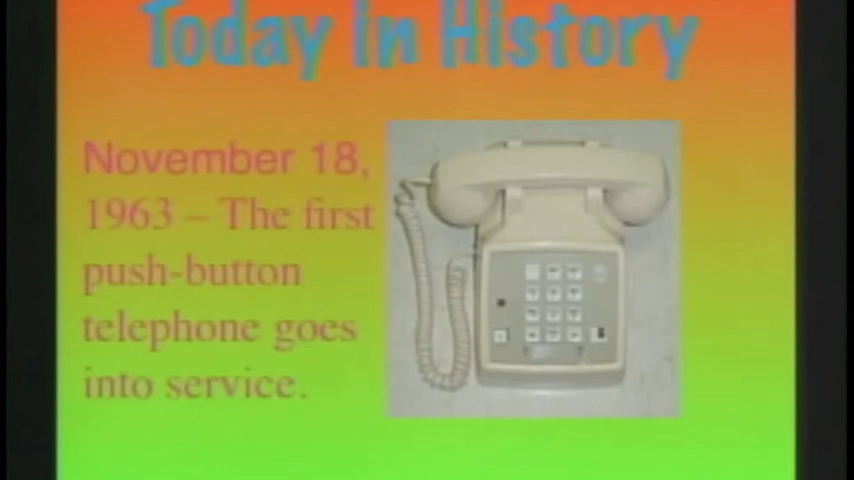 Today in History
November 18,
1963 – The first
push-button
telephone goes
into service.